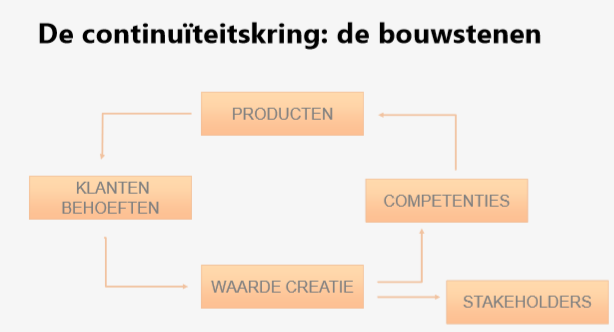 De continuïteitskring: de bouwstenen
PRODUCTEN
KLANTEN
BEHOEFTEN
COMPETENTIES
WAARDE CREATIE
STAKEHOLDERS